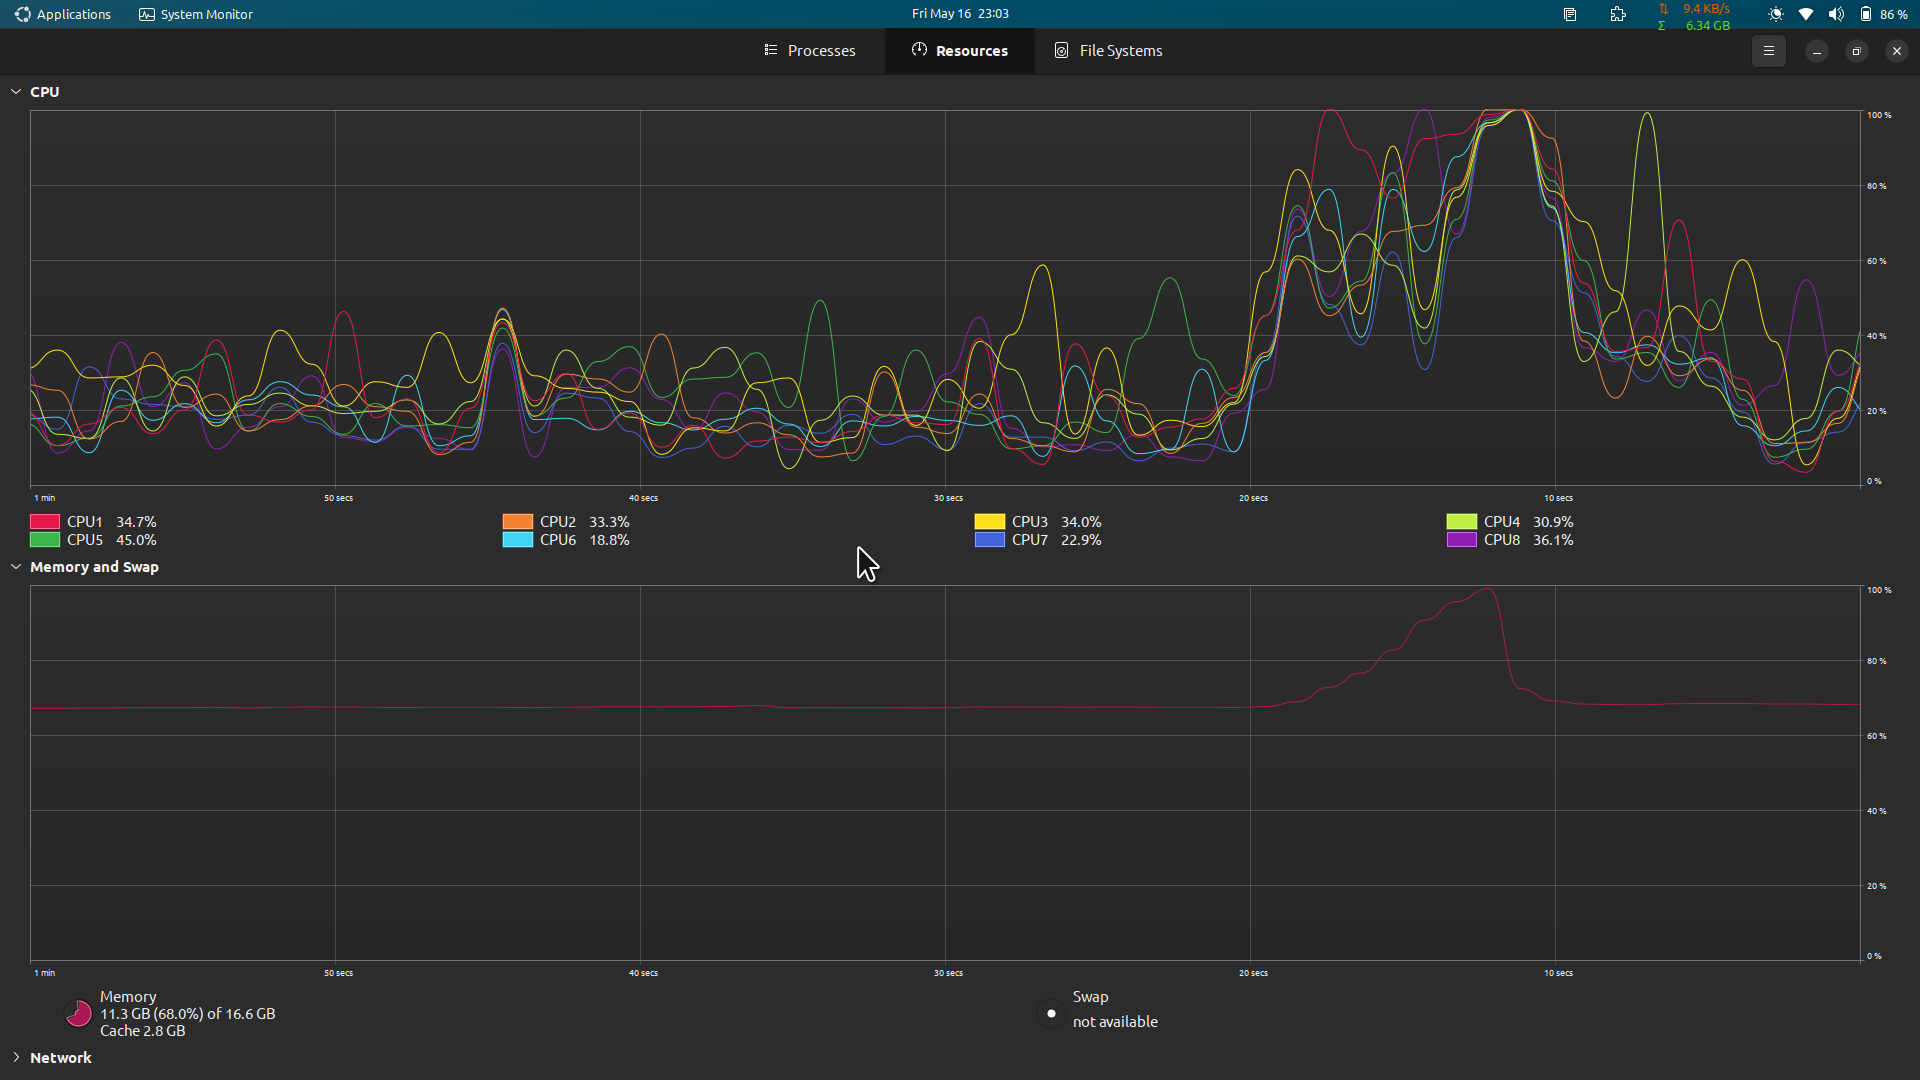 Applications System Monitor Fri May 16 23:03 9.4 KB/s 86 %
Σ 6.34 GB
Processes Resources File Systems
CPU
100 %
80 %
60 %
40 %
20 %
0 %
1 min 50 secs 40 secs 30 secs 20 secs 10 secs
CPU1 34.7% CPU2 33.3% CPU3 34.0% CPU4 30.9%
CPU5 45.0% CPU6 18.8% CPU7 22.9% CPU8 36.1%
Memory and Swap
100 %
80 %
60 %
40 %
20 %
0 %
1 min 50 secs 40 secs 30 secs 20 secs 10 secs
Memory
11.3 GB (68.0%) of 16.6 GB
Cache 2.8 GB
Swap
not available
Network